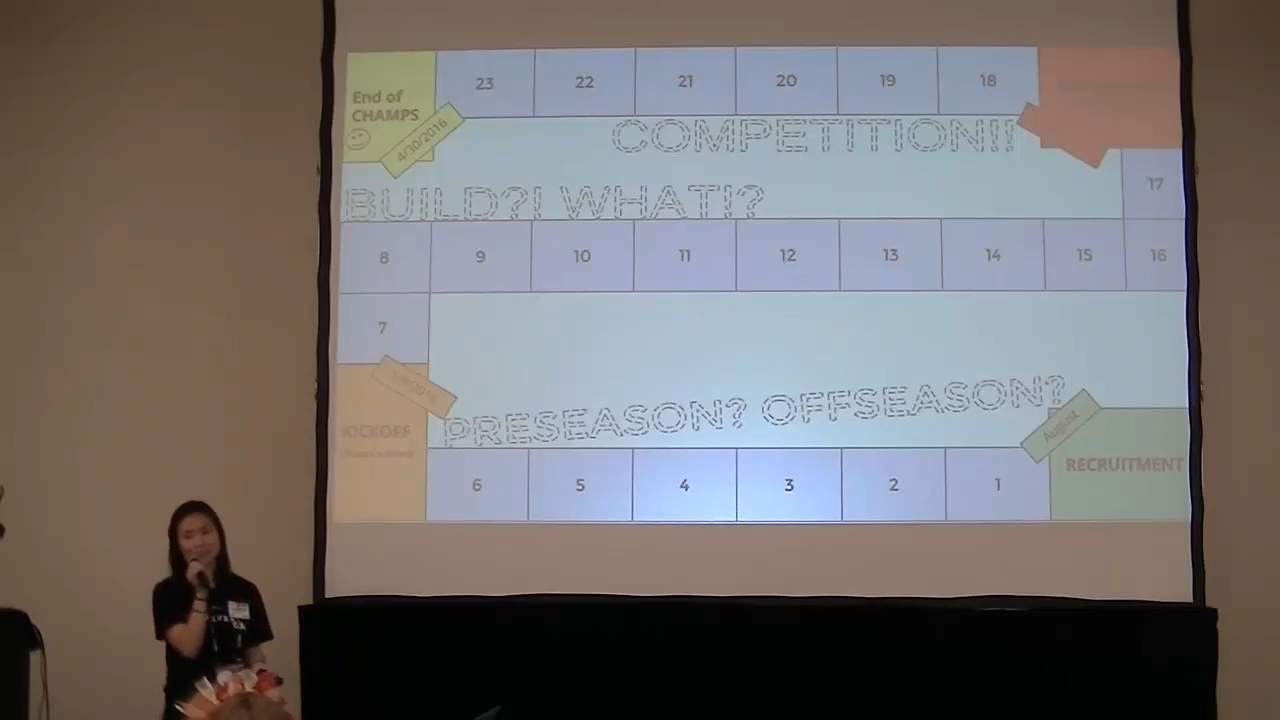 End of
CHAMPS
4/30/2016
23 22 21 20 19 18
COMPETITION!!
17
BUILD?! WHAT!?
8 9 10 11 12 13 14 15 16
7
KICKOFF
PRESEASON? OFFSEASON?
August
RECRUITMENT
6 5 4 3 2 1